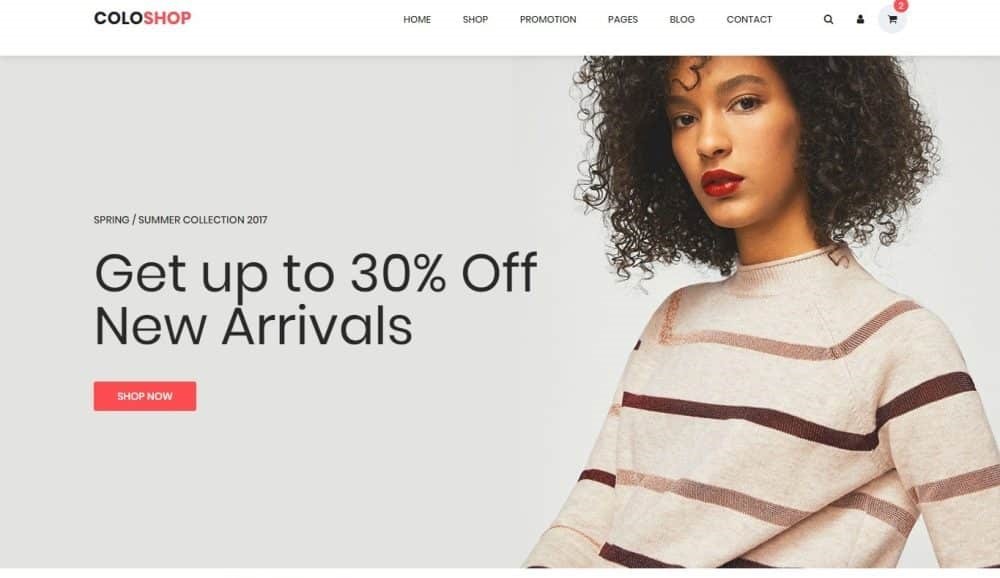 COLOSHOP
HOME SHOP PROMOTION PAGES BLOG CONTACT
2
SPRING / SUMMER COLLECTION 2017
Get up to 30% Off
New Arrivals
SHOP NOW